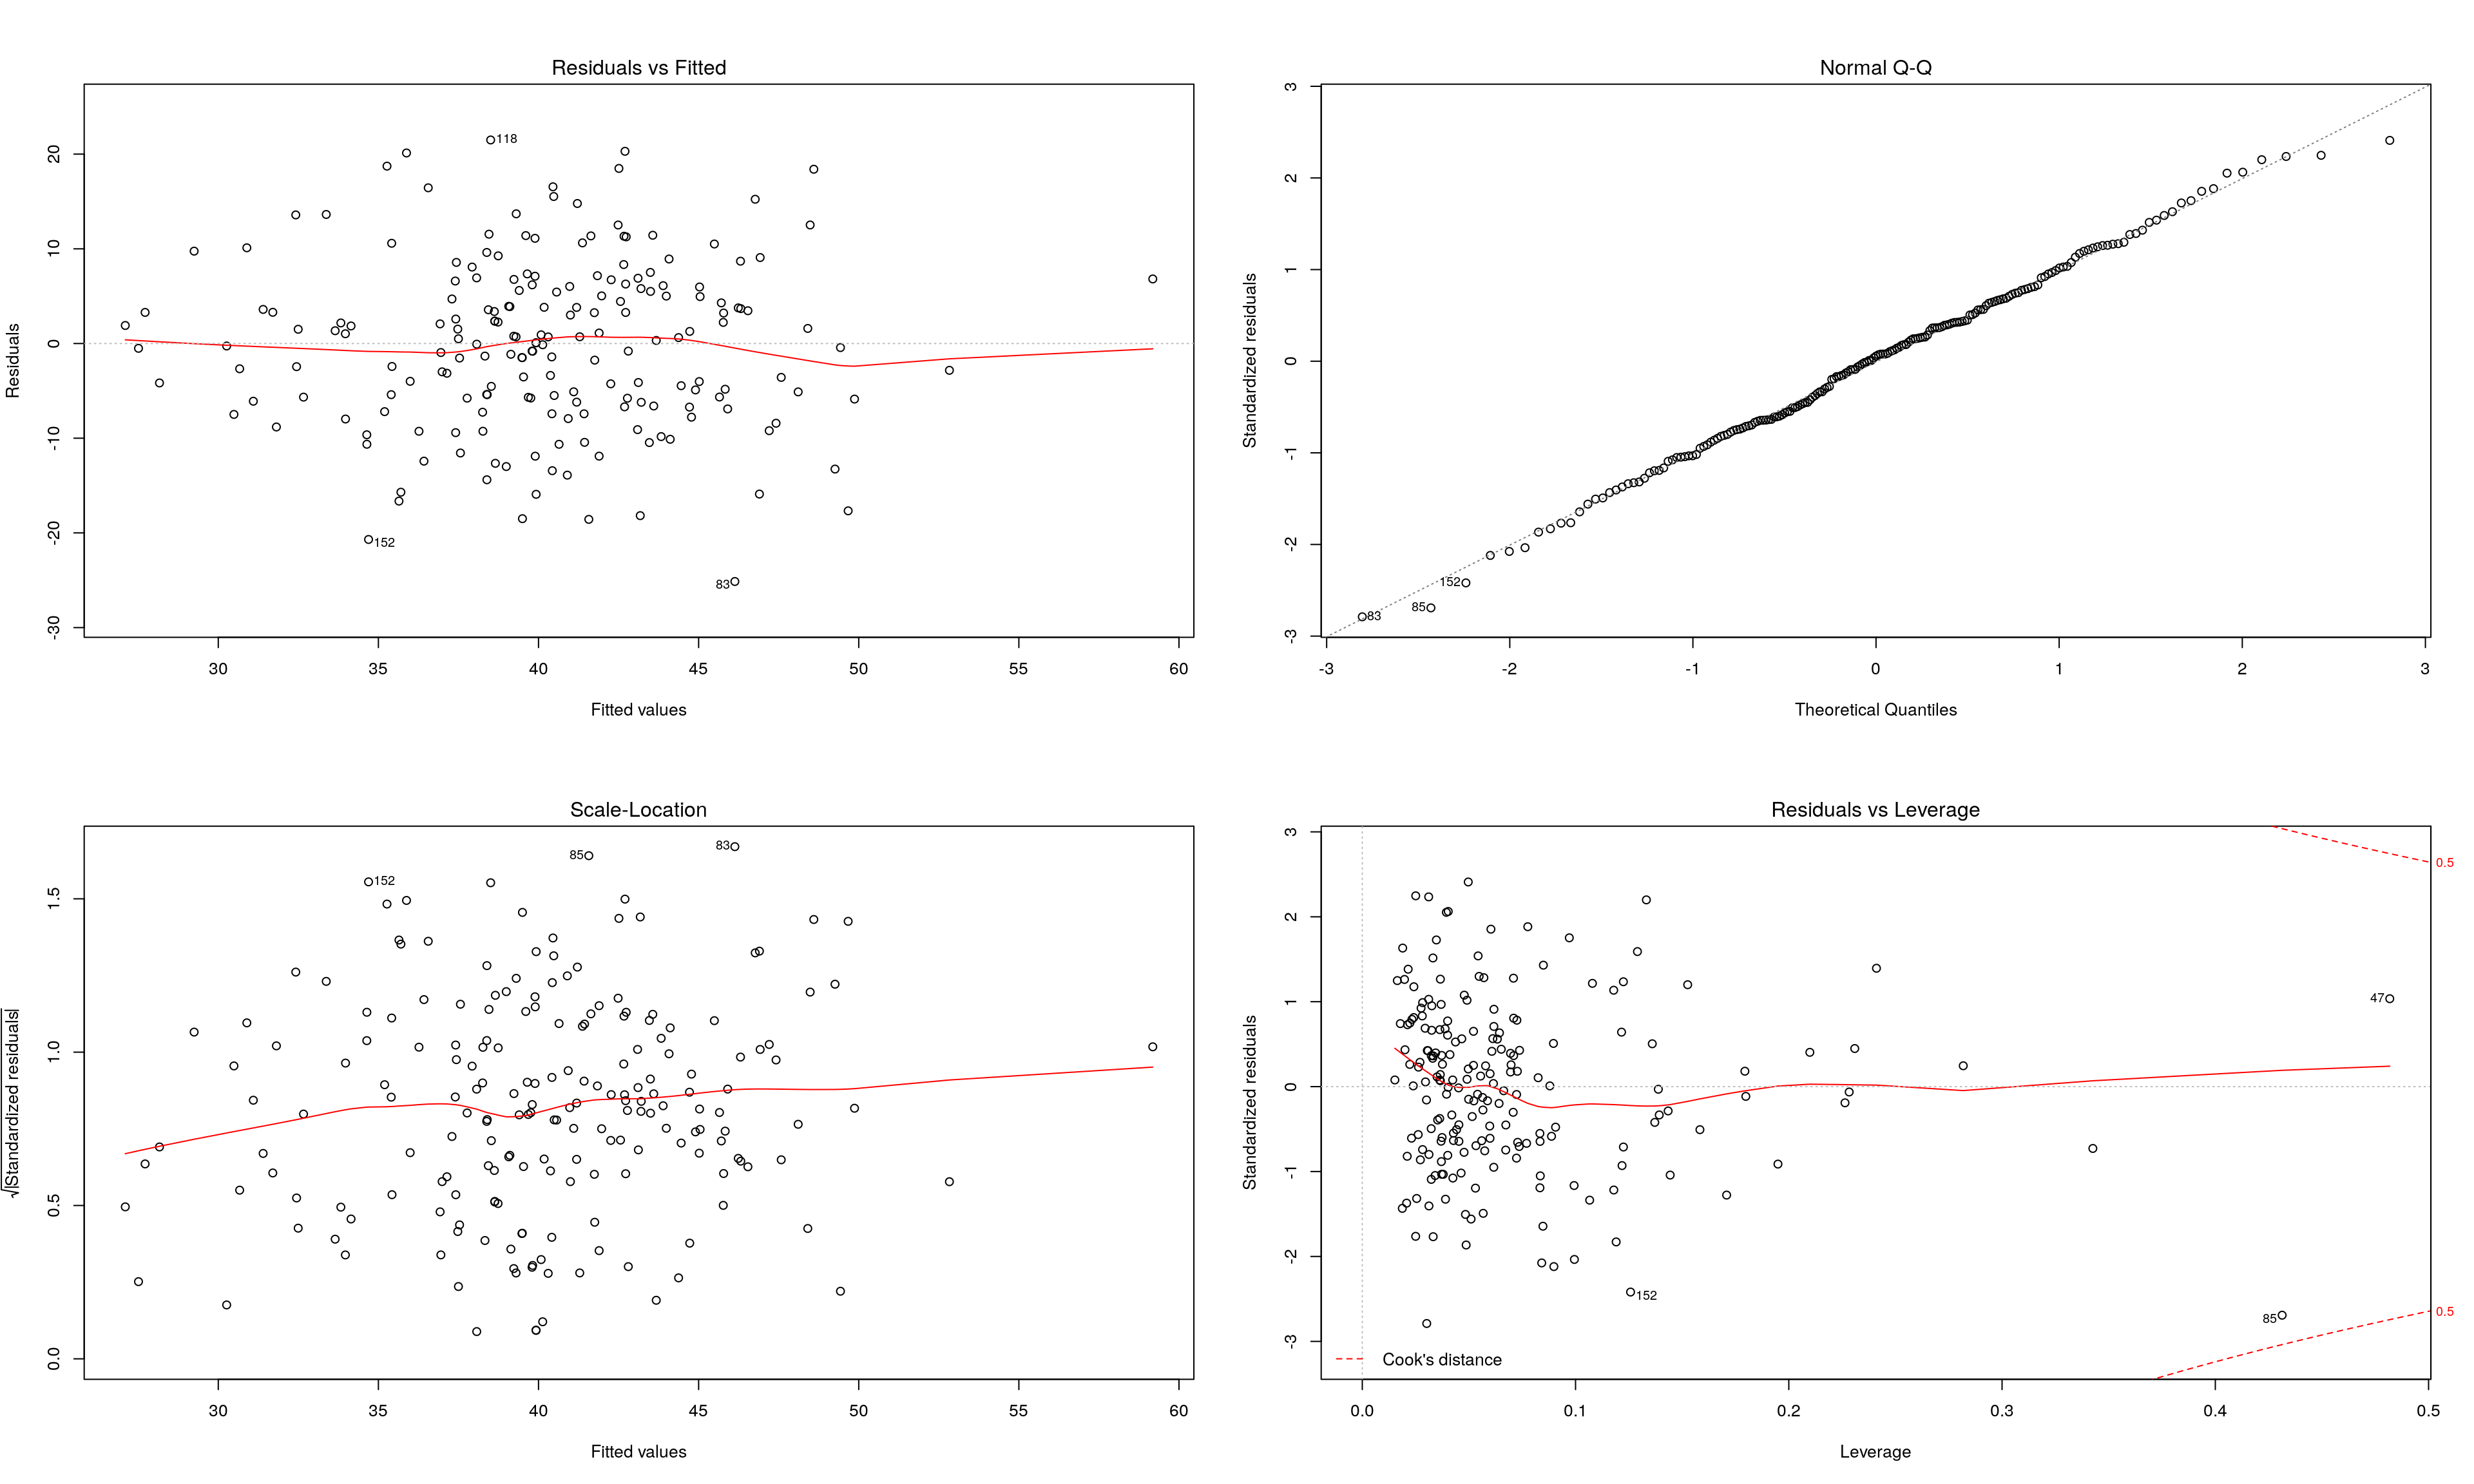 Residuals vs Fitted
20
10
0
-10
-20
-30
Residuals
118
152
83
30 35 40 45 50 55 60
Fitted values
Normal Q-Q
3
2
1
0
-1
-2
-3
Standardized residuals
152
85
83
-3 -2 -1 0 1 2 3
Theoretical Quantiles
Scale-Location
1.5
1.0
0.5
0.0
√|Standardized residuals|
83
85
152
30 35 40 45 50 55 60
Fitted values
Residuals vs Leverage
3
2
1
0
-1
-2
-3
Standardized residuals
0.5
47
152
0.5
85
Cook's distance
0.0 0.1 0.2 0.3 0.4 0.5
Leverage